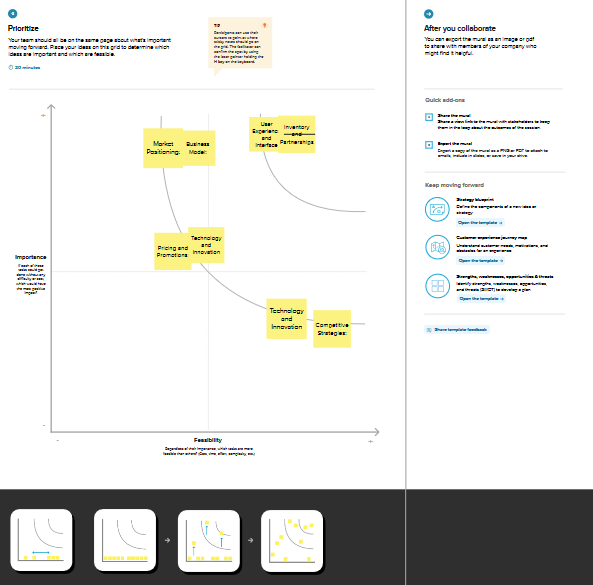 Prioritize
Your team should all be on the same page about what's important
moving forward. Place your ideas on this grid to determine which
ideas are important and which are feasible.
20 minutes
TIP
Participants can use their
cursors to point at where
sticky notes should go on
the grid. The facilitator can
confirm the spot by using
the laser pointer holding the
H key on the keyboard.
Market
Positioning:
Business
Model:
User
Experience
and
Interface
Inventory
and
Partnerships
Pricing and
Promotions
Technology
and
Innovation
Technology
and
Innovation
Competitive
Strategies:
Importance
If each of these
tasks could get
done without any
difficulty or cost,
which would have
the most positive
impact?
Feasibility
Regardless of their importance, which tasks are more
feasible than others? (Cost, time, effort, complexity, etc.)
After you collaborate
You can export the mural as an image or pdf
to share with members of your company who
might find it helpful.
Quick add-ons
Share the mural
Share a view link to the mural with stakeholders to keep
them in the loop about the outcomes of the session.
Export the mural
Export a copy of the mural as a PNG or PDF to attach to
emails, include in slides, or save in your drive.
Keep moving forward
Strategy blueprint
Define the components of a new idea or
strategy.
Open the template →
Customer experience journey map
Understand customer needs, motivations, and
obstacles for an experience.
Open the template →
Strengths, weaknesses, opportunities & threats
Identify strengths, weaknesses, opportunities,
and threats (SWOT) to develop a plan.
Open the template →
Share template feedback